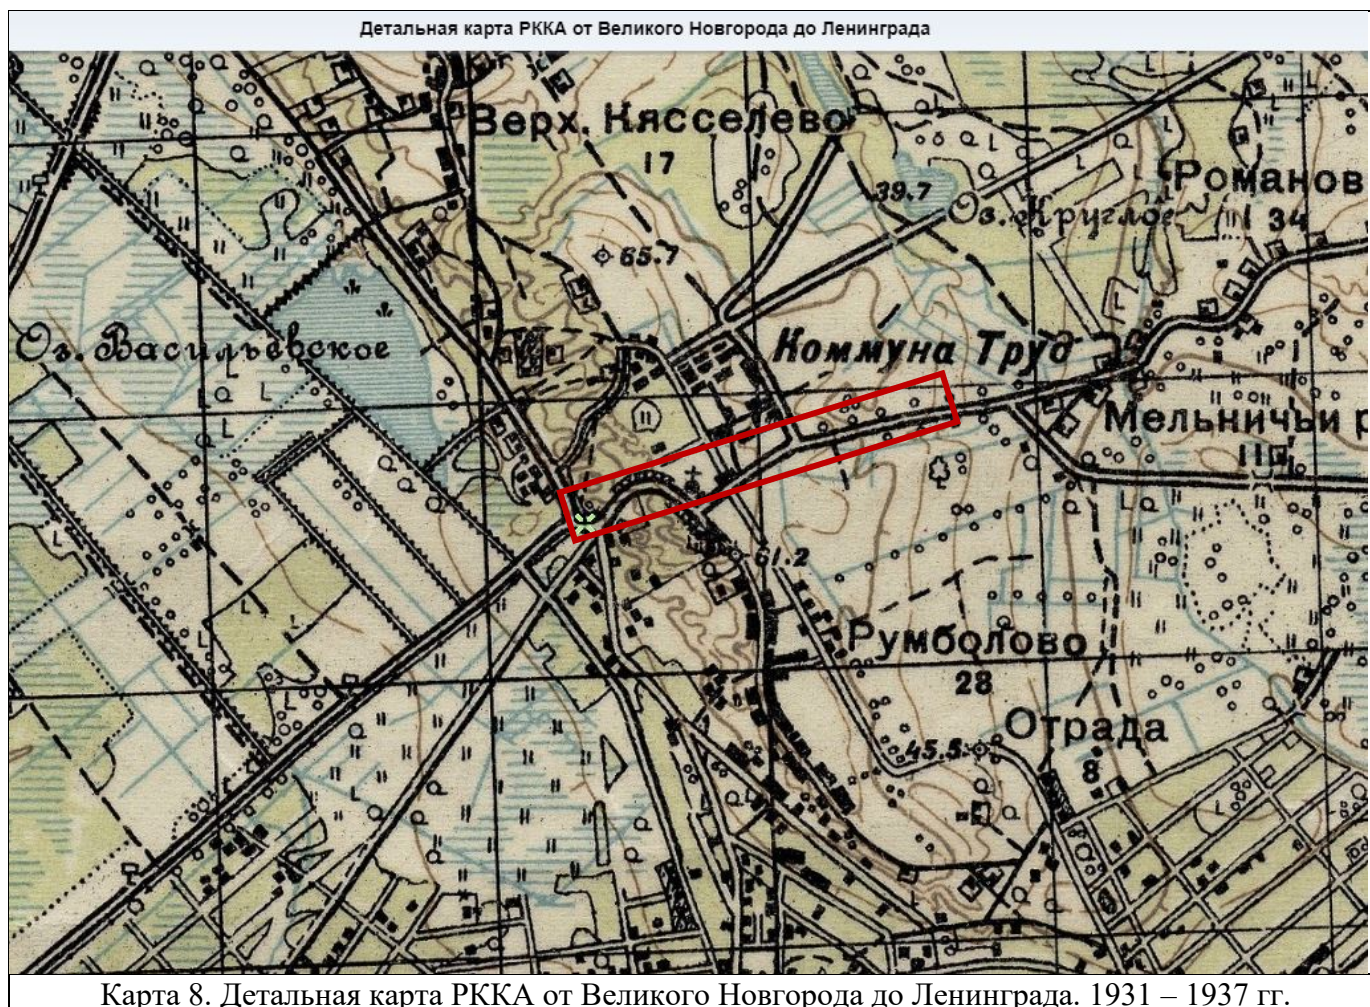 Детальная карта РККА от Великого Новгорода до Ленинграда
Верх. Кясселево
17
Романов
34
39.7
Оз. Круглое
65.7
Оз. Васильевское
Коммуна Труд
Мельничьи р
11
61.2
Румболово
28
Отрада
45.5
8
Карта 8. Детальная карта РККА от Великого Новгорода до Ленинграда. 1931 – 1937 гг.